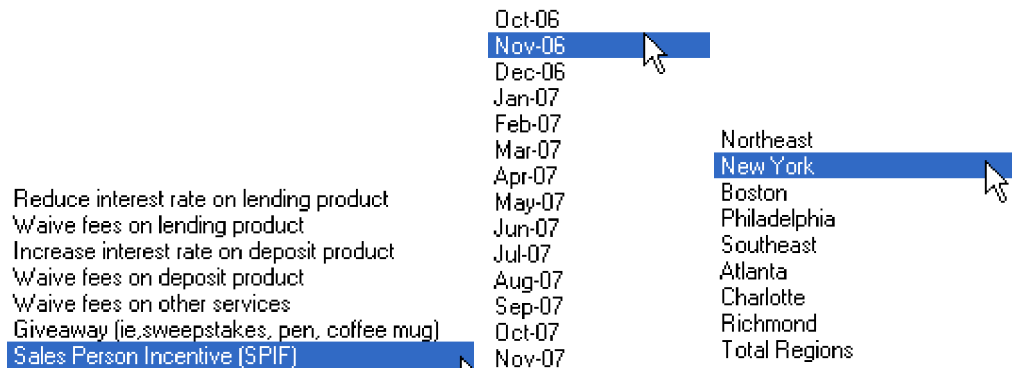 Reduce interest rate on lending product
Waive fees on lending product
Increase interest rate on deposit product
Waive fees on deposit product
Waive fees on other services
Giveaway (ie,sweepstakes, pen, coffee mug)
Sales Person Incentive (SPIF)
Oct-06
Nov-06
Dec-06
Jan-07
Feb-07
Mar-07
Apr-07
May-07
Jun-07
Jul-07
Aug-07
Sep-07
Oct-07
Nov-07
Northeast
New York
Boston
Philadelphia
Southeast
Atlanta
Charlotte
Richmond
Total Regions